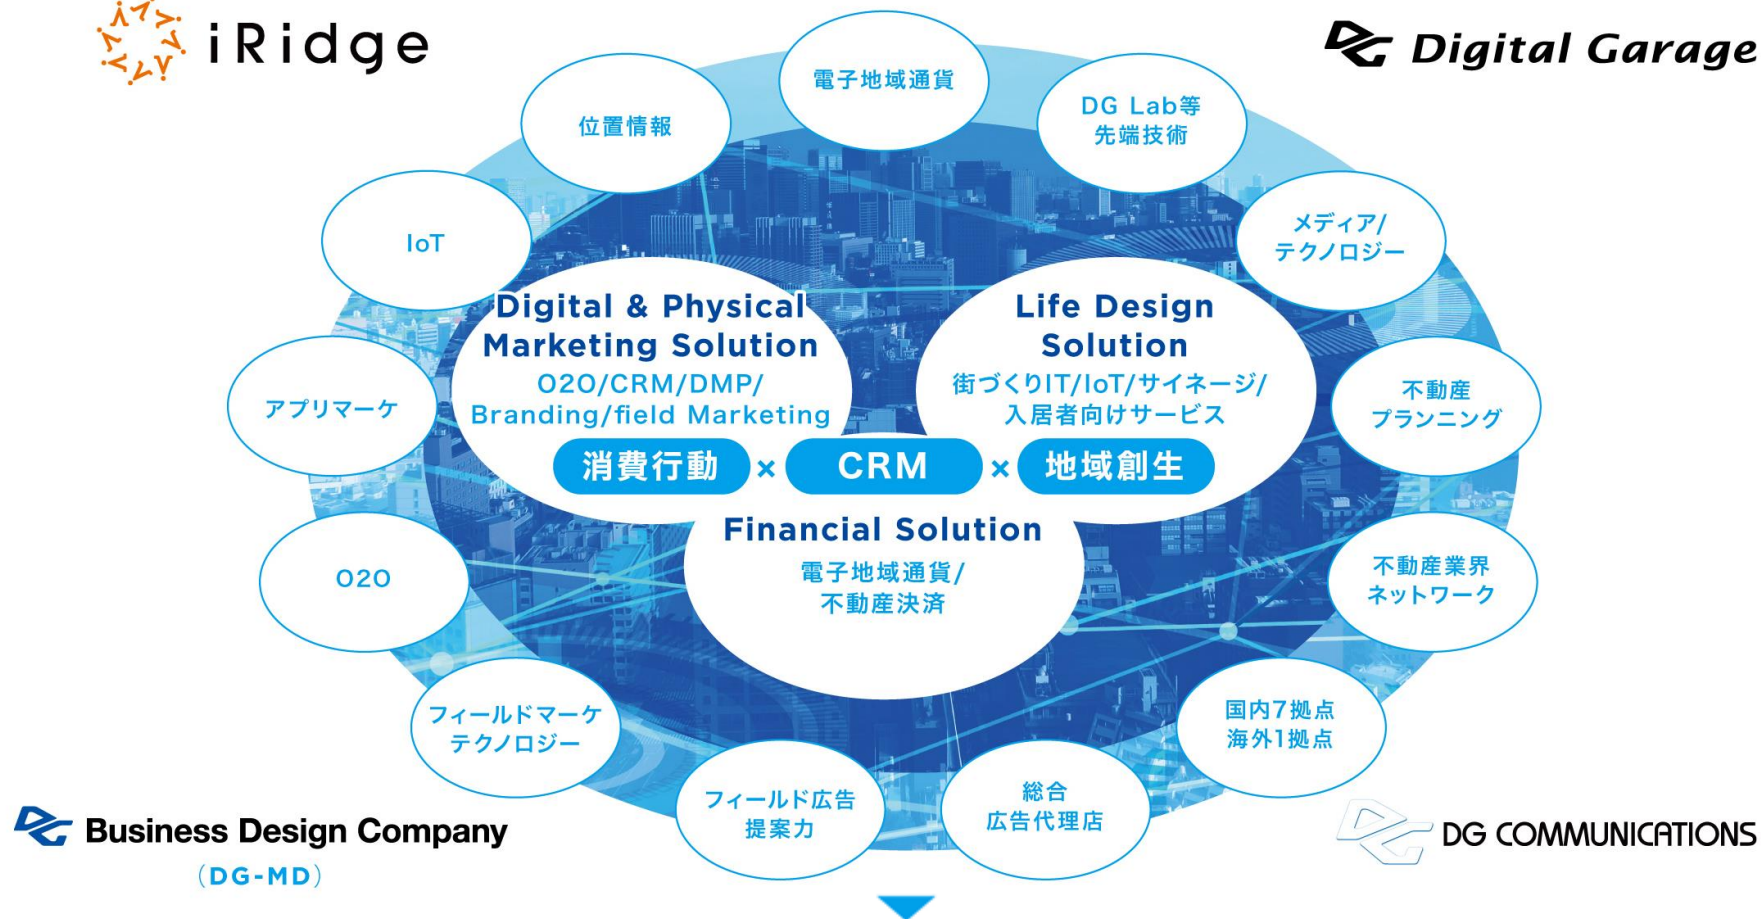 iRidge
Digital Garage
電子地域通貨
位置情報
DG Lab等
先端技術
IoT
メディア/
テクノロジー
Digital & Physical
Marketing Solution
O2O/CRM/DMP/
Branding/field Marketing
Life Design
Solution
街づくりIT/IoT/サイネージ/
入居者向けサービス
アプリマーケ
不動産
プランニング
消費行動 × CRM × 地域創生
Financial Solution
電子地域通貨/
不動産決済
O2O
不動産業界
ネットワーク
フィールドマーケ
テクノロジー
国内7拠点
海外1拠点
フィールド広告
提案力
総合
広告代理店
Business Design Company
(DG-MD)
DG COMMUNICATIONS